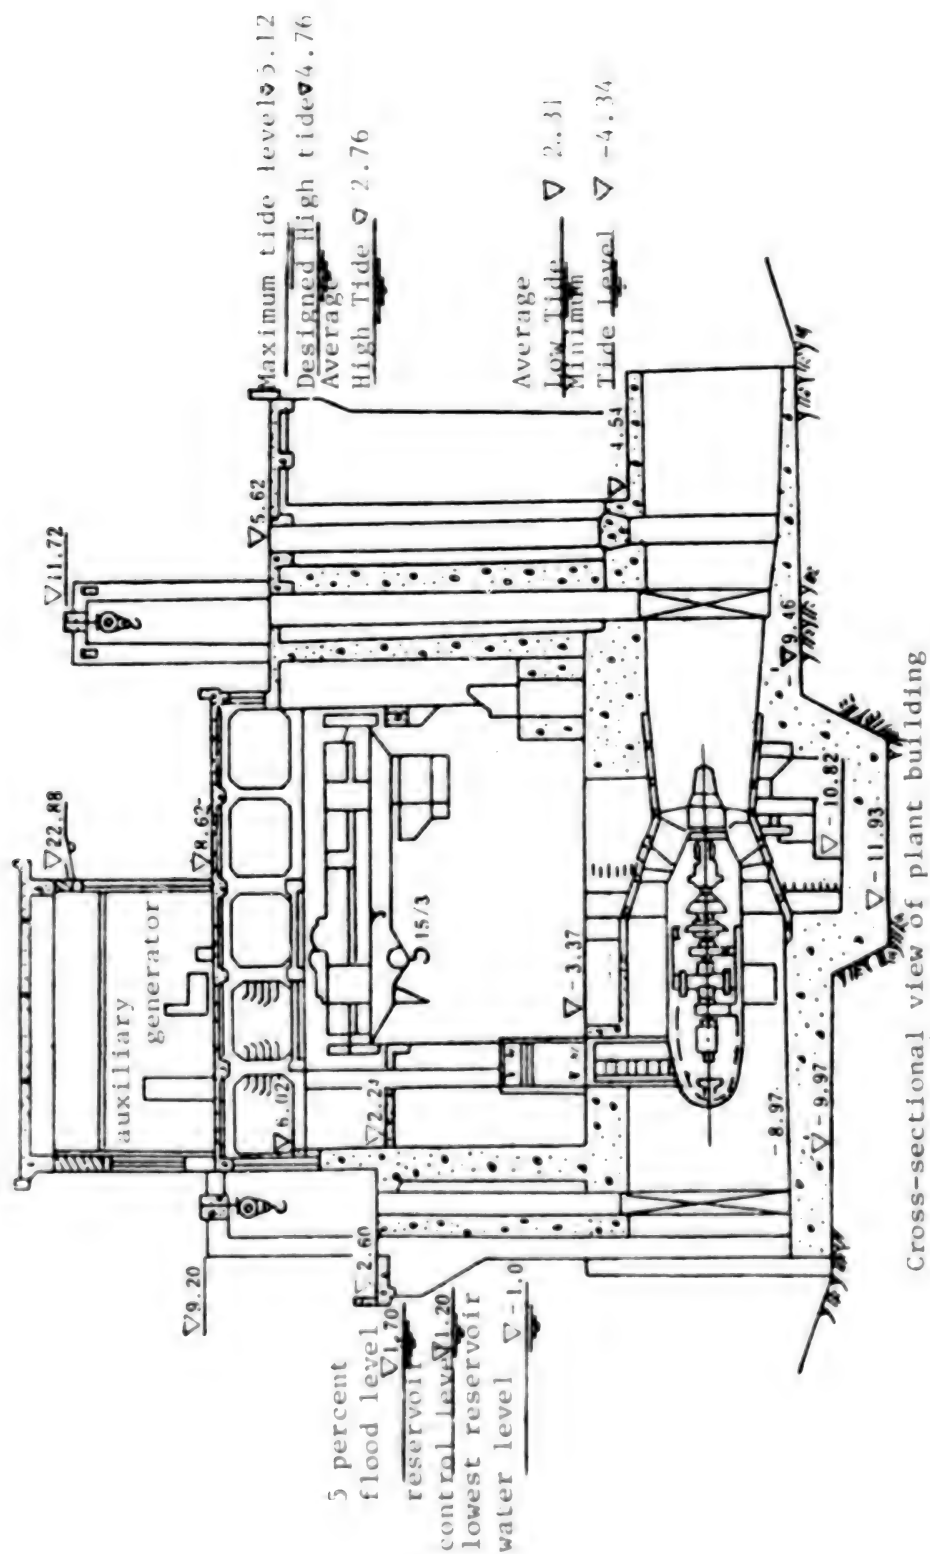 Maximum tide level ▽5.12
Designed High tide ▽4.76
Average
High Tide ▽ 2.76
Average
Low Tide ▽ 2.31
Minimum
Tide Level ▽ -4.34
▽11.72
▽5.62
▽22.88
▽8.62
auxiliary
generator
▽6.02
▽9.20
▽2.60
15/3
▽-3.37
▽-9.46
▽-10.82
▽-11.93
▽-9.97
-8.97
5 percent
flood level ▽1.70
reservoir
control level ▽1.20
lowest reservoir
water level ▽-1.0
Cross-sectional view of plant building